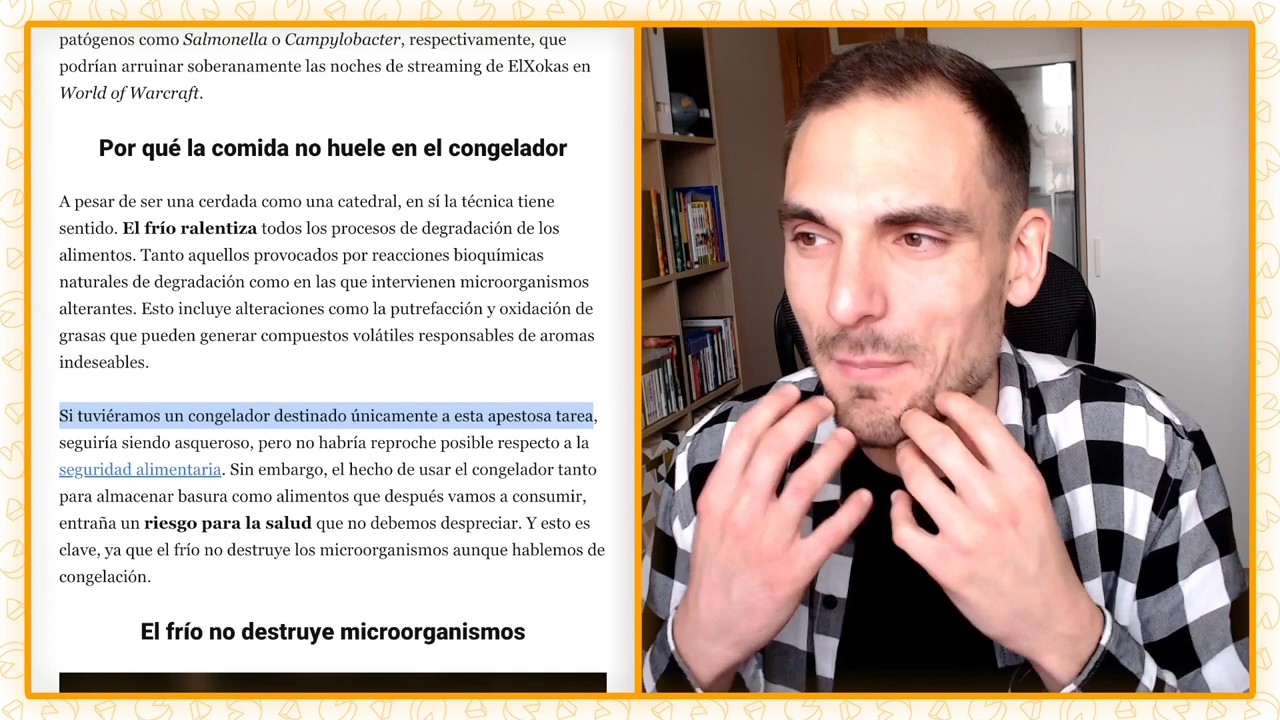 patógenos como Salmonella o Campylobacter, respectivamente, que
podrían arruinar soberanamente las noches de streaming de ElXokas en
World of Warcraft.
Por qué la comida no huele en el congelador
A pesar de ser una cerdada como una catedral, en sí la técnica tiene
sentido. El frío ralentiza todos los procesos de degradación de los
alimentos. Tanto aquellos provocados por reacciones bioquímicas
naturales de degradación como en las que intervienen microorganismos
alterantes. Esto incluye alteraciones como la putrefacción y oxidación de
grasas que pueden generar compuestos volátiles responsables de aromas
indeseables.
Si tuviéramos un congelador destinado únicamente a esta apestosa tarea,
seguiría siendo asqueroso, pero no habría reproche posible respecto a la
seguridad alimentaria. Sin embargo, el hecho de usar el congelador tanto
para almacenar basura como alimentos que después vamos a consumir,
entraña un riesgo para la salud que no debemos despreciar. Y esto es
clave, ya que el frío no destruye los microorganismos aunque hablemos de
congelación.
El frío no destruye microorganismos